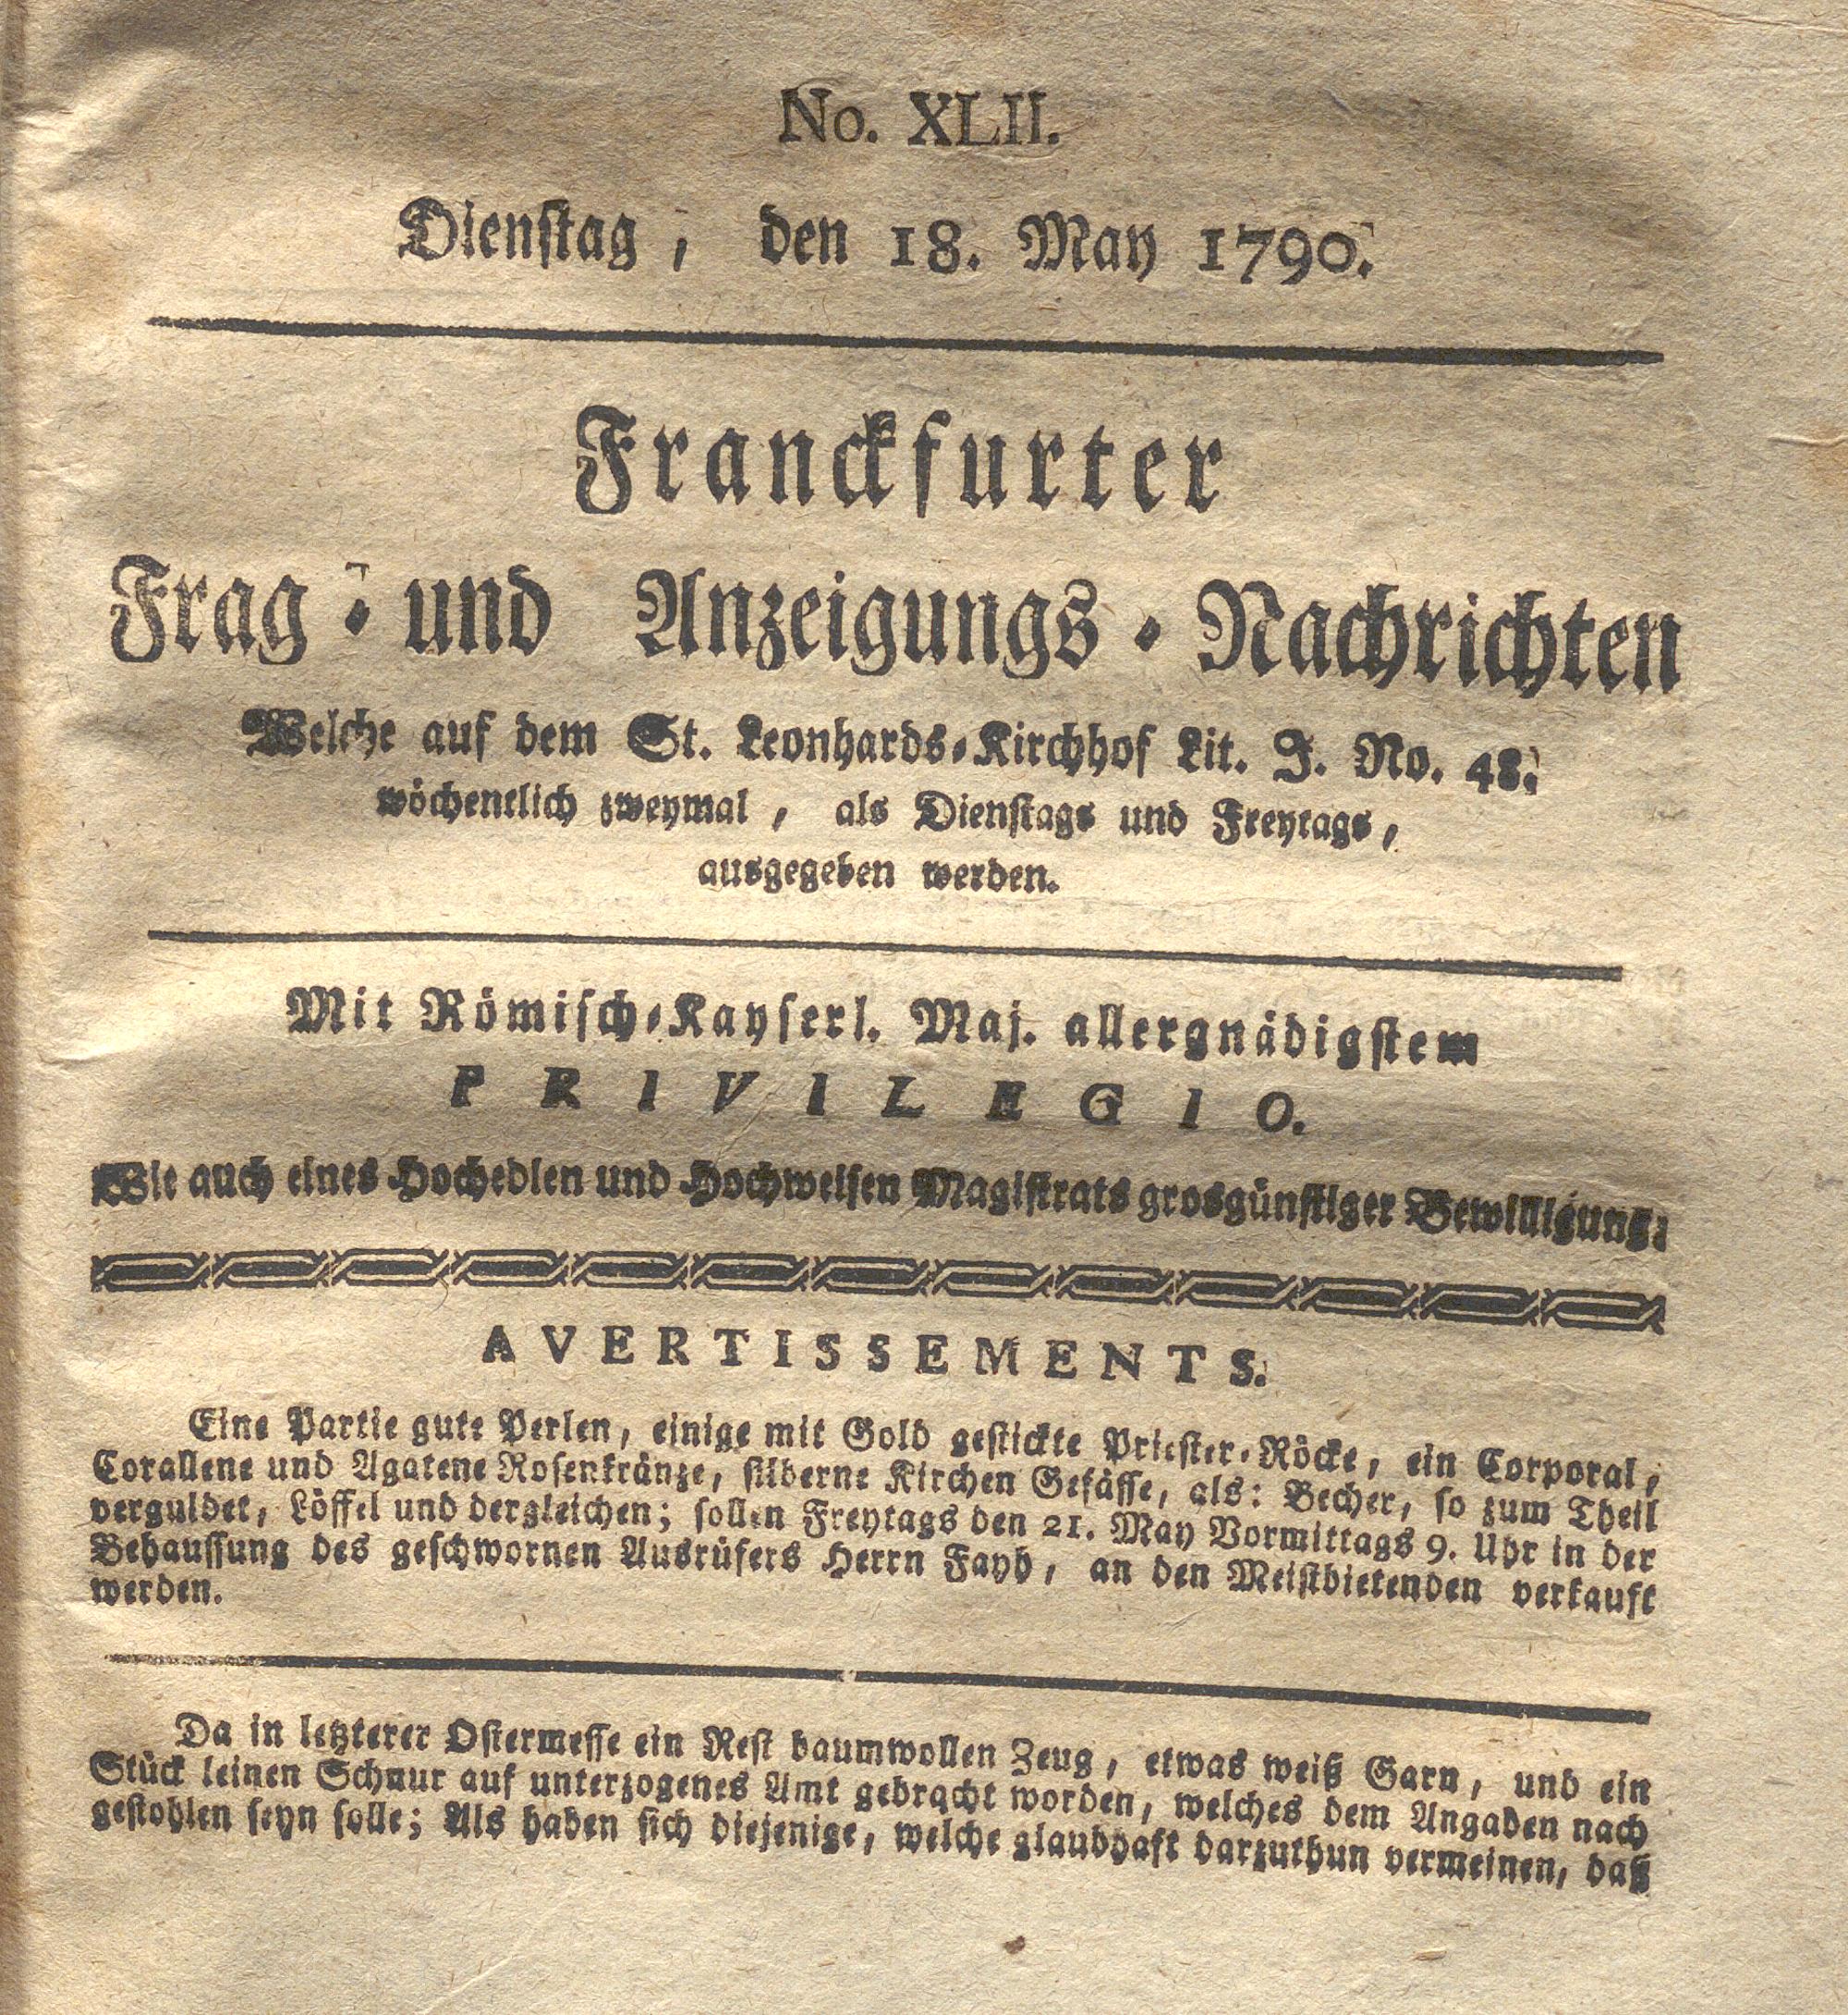 No. XLII.
Dienstag, den 18. May 1790.
Franckfurter
Frag- und Anzeigungs-Nachrichten
Welche auf dem St. Leonhards-Kirchhof Lit. J. No. 48.
wöchentlich zweymal, als Dienstags und Freytags,
ausgegeben werden.
Mit Römisch-Kayserl. Maj. allergnädigstem
PRIVILEGIO.
Wie auch eines Hochedlen und Hochweisen Magistrats grosgünstiger Bewilligung.
AVERTISSEMENTS.
Eine Partie gute Perlen, einige mit Gold gestickte Priester-Röcke, ein Corporal,
Corallene und Agatene Rosenkränze, silberne Kirchen Gefässe, als: Becher, so zum Theil
verguldet, Löffel und dergleichen; sollen Freytags den 21. May Vormittags 9. Uhr in der
Behaussung des geschwornen Ausrüfers Herrn Fayh, an den Meistbietenden verkauft
werden.
Da in letzterer Ostermesse ein Rest baumwollen Zeug, etwas weiß Garn, und ein
Stück leinen Schnur auf unterzogenes Amt gebracht worden, welches dem Angaben nach
gestohlen seyn solle; Als haben sich diejenige, welche glaubhaft darzuthun vermeinen, daß